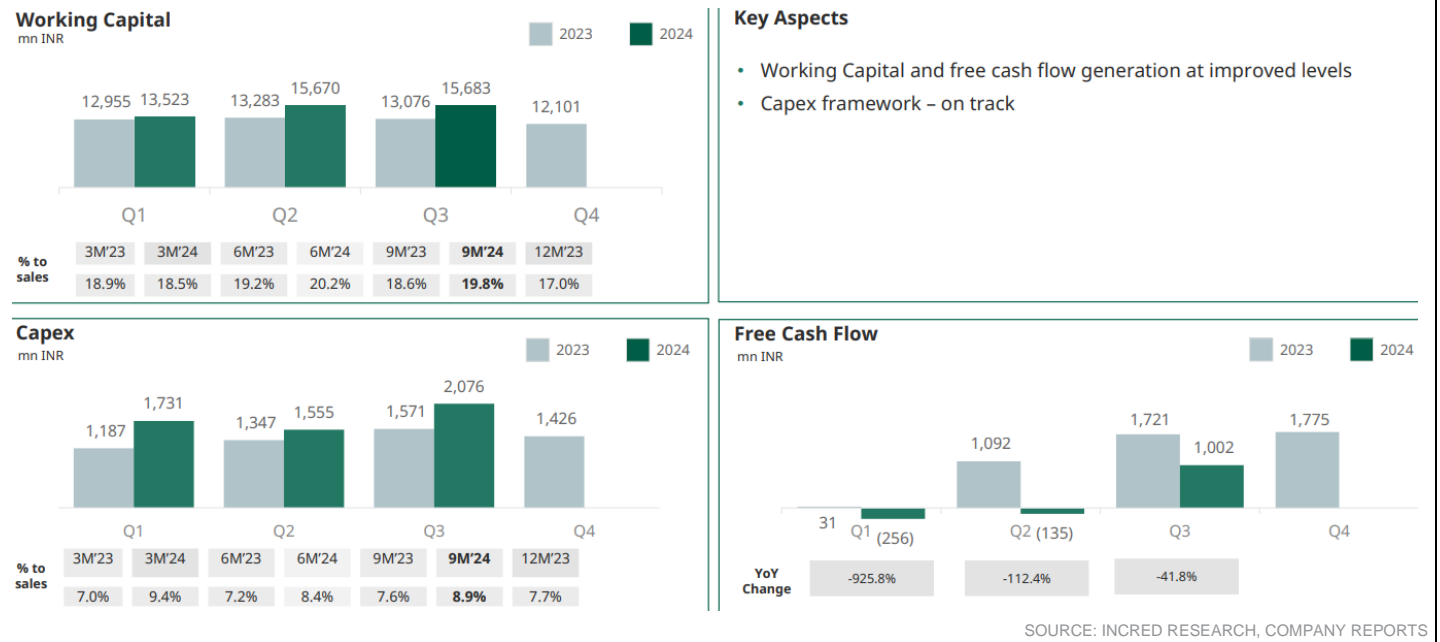 Working Capital
mn INR
2023
2024
12,955
13,523
13,283
15,670
13,076
15,683
12,101
Q1
Q2
Q3
Q4
% to
sales
3M’23
3M’24
6M’23
6M’24
9M’23
9M’24
12M’23
18.9%
18.5%
19.2%
20.2%
18.6%
19.8%
17.0%
Key Aspects
• Working Capital and free cash flow generation at improved levels
• Capex framework – on track
Capex
mn INR
2023
2024
1,187
1,731
1,347
1,555
1,571
2,076
1,426
Q1
Q2
Q3
Q4
% to
sales
3M’23
3M’24
6M’23
6M’24
9M’23
9M’24
12M’23
7.0%
9.4%
7.2%
8.4%
7.6%
8.9%
7.7%
Free Cash Flow
mn INR
2023
2024
31
(256)
1,092
(135)
1,721
1,002
1,775
Q1
Q2
Q3
Q4
YoY
Change
-925.8%
-112.4%
-41.8%
SOURCE: INCRED RESEARCH, COMPANY REPORTS